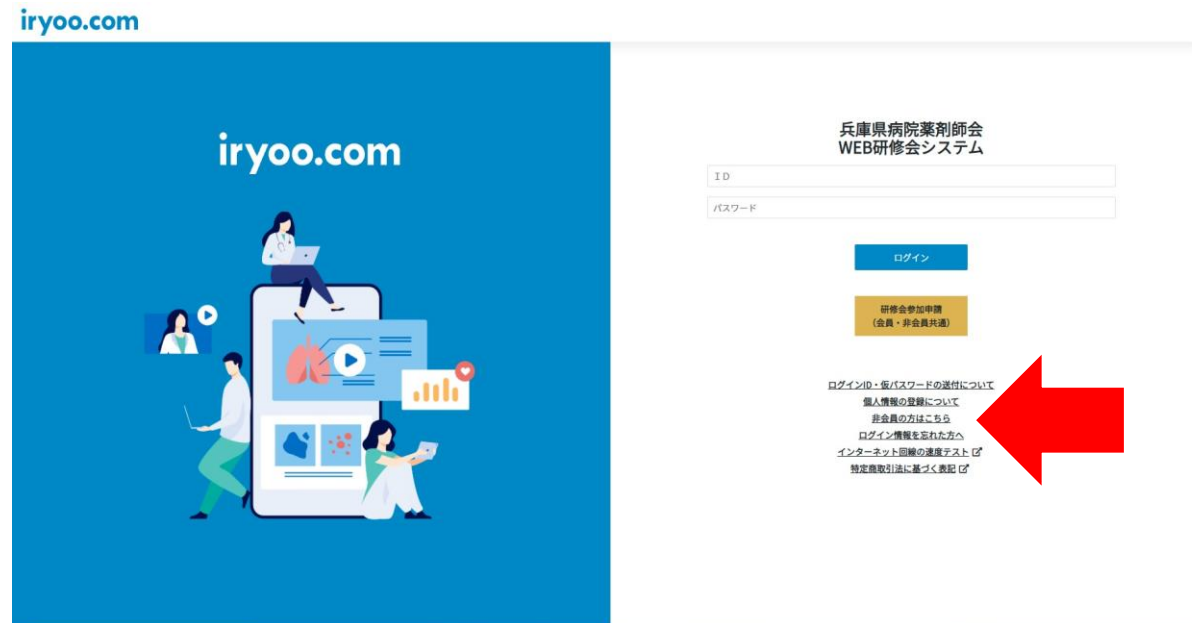 iryoo.com
iryoo.com
兵庫県病院薬剤師会
WEB研修会システム
ID
パスワード
ログイン
研修会参加申請
(会員・非会員共通)
ログインID・仮パスワードの送付について
個人情報の登録について
非会員の方はこちら
ログイン情報を忘れた方へ
インターネット回線の速度テスト
特定商取引法に基づく表記